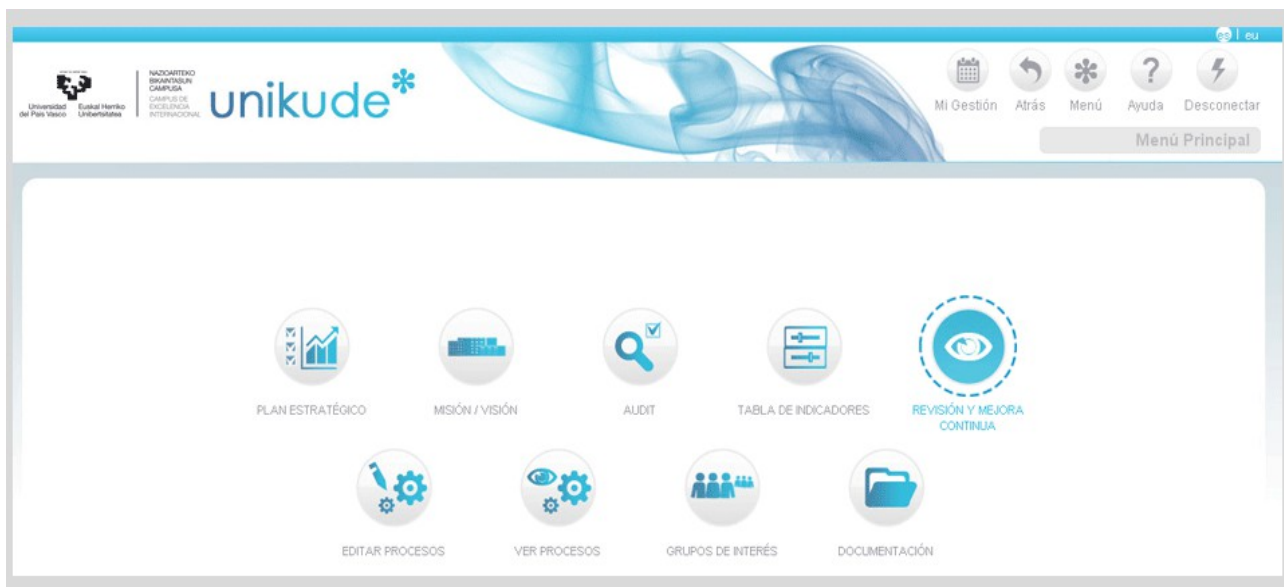 es | eu
Universidad del País Vasco
Euskal Herriko Unibertsitatea
NAZIOARTEKO
BIKAINTASUN
CAMPUSA
CAMPUS DE
EXCELENCIA
INTERNACIONAL
unikude*
Mi Gestión
Atrás
Menú
Ayuda
Desconectar
Menú Principal
PLAN ESTRATÉGICO
MISIÓN / VISIÓN
AUDIT
TABLA DE INDICADORES
REVISIÓN Y MEJORA
CONTINUA
EDITAR PROCESOS
VER PROCESOS
GRUPOS DE INTERÉS
DOCUMENTACIÓN